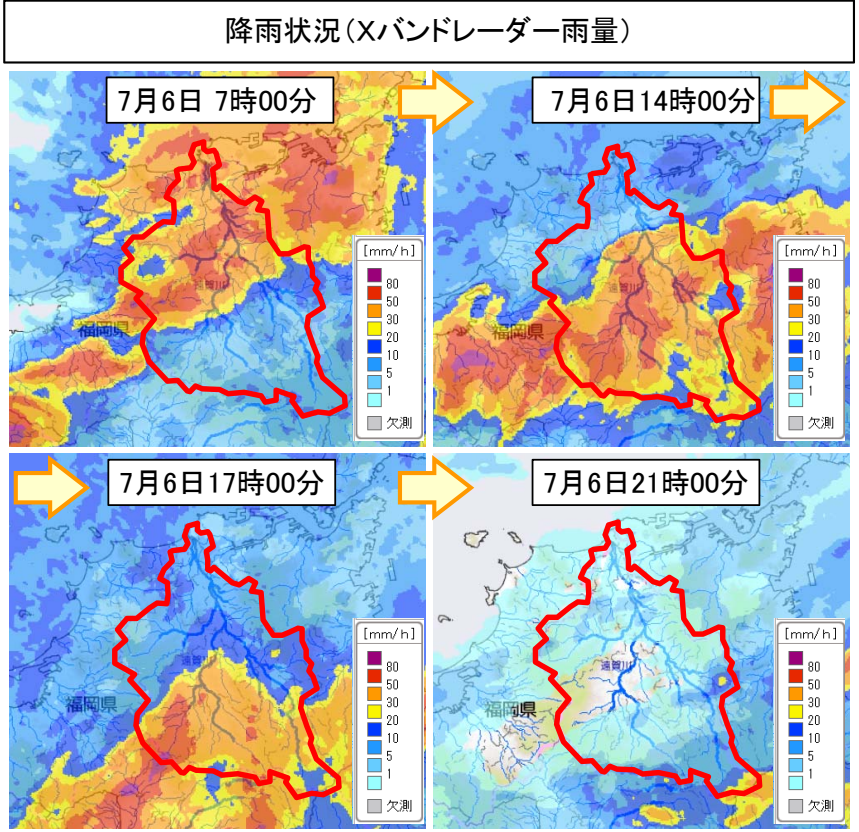 降雨状況（Xバンドレーダー雨量）
7月6日 7時00分
7月6日14時00分
遠賀川
福岡県
[mm/h]
80
50
30
20
10
5
1
欠測
遠賀川
福岡県
[mm/h]
80
50
30
20
10
5
1
欠測
7月6日17時00分
7月6日21時00分
遠賀川
福岡県
[mm/h]
80
50
30
20
10
5
1
欠測
遠賀川
福岡県
[mm/h]
80
50
30
20
10
5
1
欠測